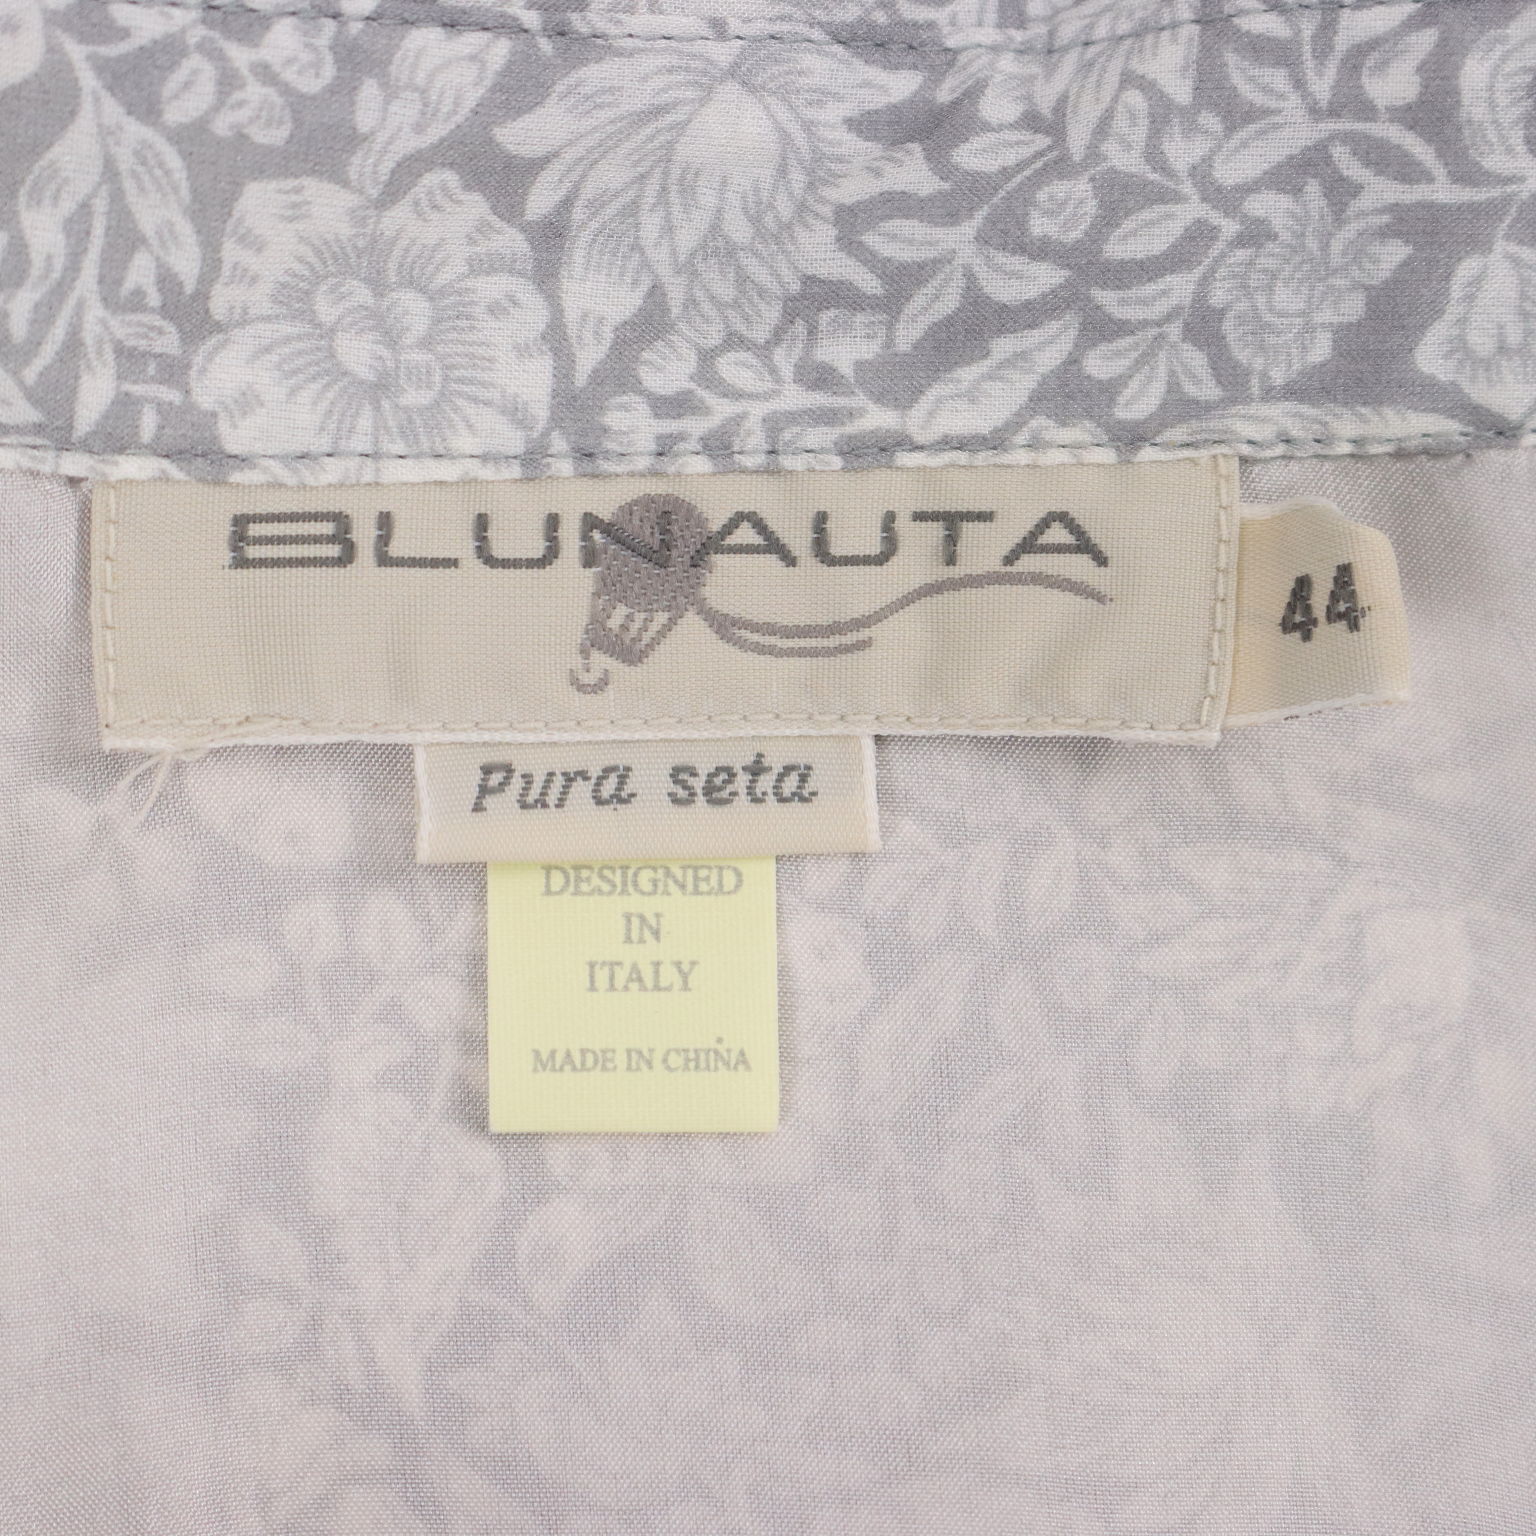 BLUNAUTA
44
Pura seta
DESIGNED
IN
ITALY
MADE IN CHINA